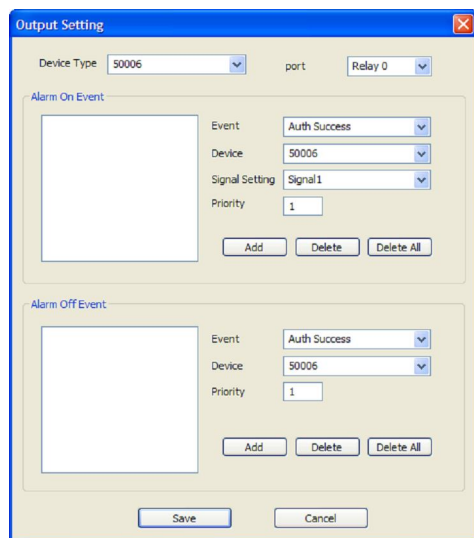 Output Setting
Device Type 50006 port Relay 0
Alarm On Event
Event Auth Success
Device 50006
Signal Setting Signal1
Priority 1
Add Delete Delete All
Alarm Off Event
Event Auth Success
Device 50006
Priority 1
Add Delete Delete All
Save Cancel